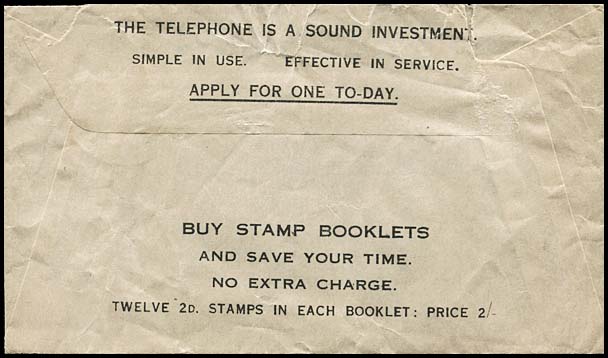 THE TELEPHONE IS A SOUND INVESTMENT.
SIMPLE IN USE. EFFECTIVE IN SERVICE.
APPLY FOR ONE TO-DAY.
BUY STAMP BOOKLETS
AND SAVE YOUR TIME.
NO EXTRA CHARGE.
TWELVE 2D. STAMPS IN EACH BOOKLET: PRICE 2/-